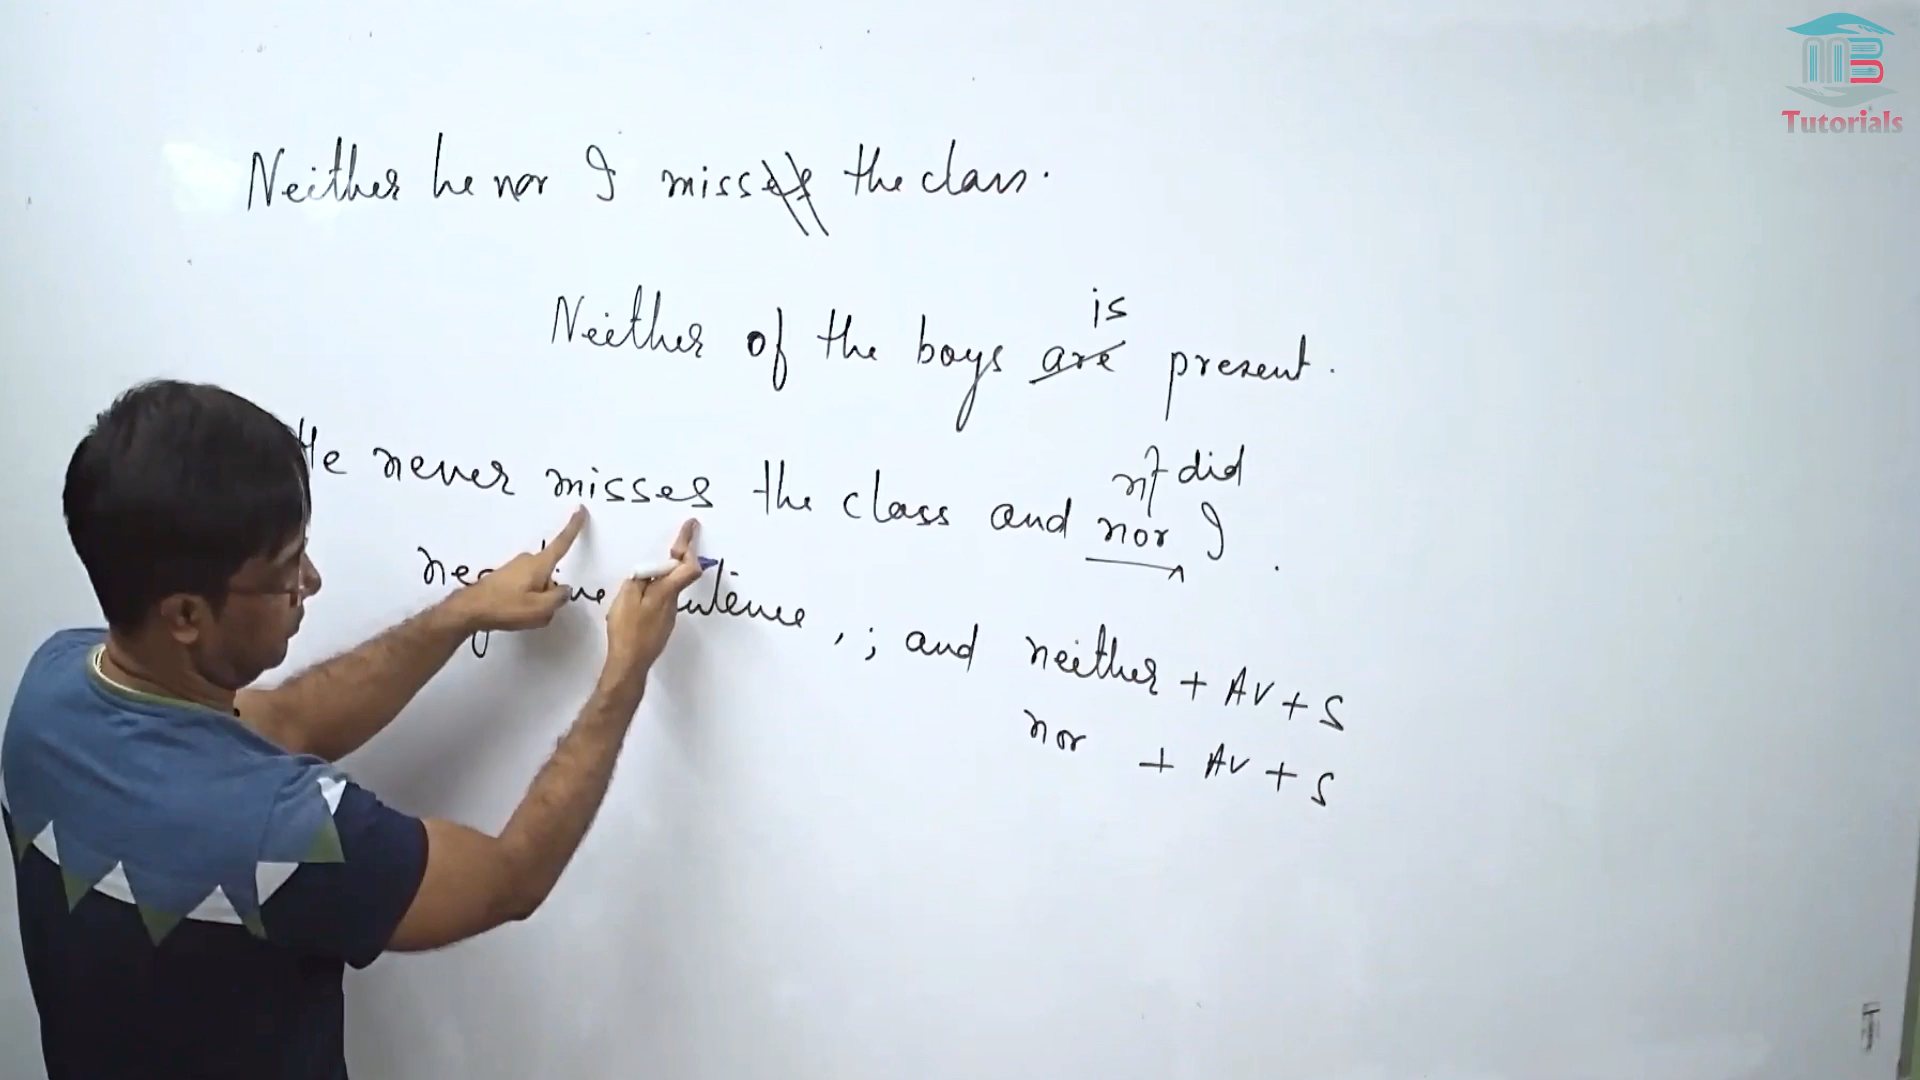 MB
Tutorials
Neither he nor I miss the class.
is
Neither of the boys are present.
did
He never misses the class and nor I .
, ; and neither + AV + S
nor + AV + S